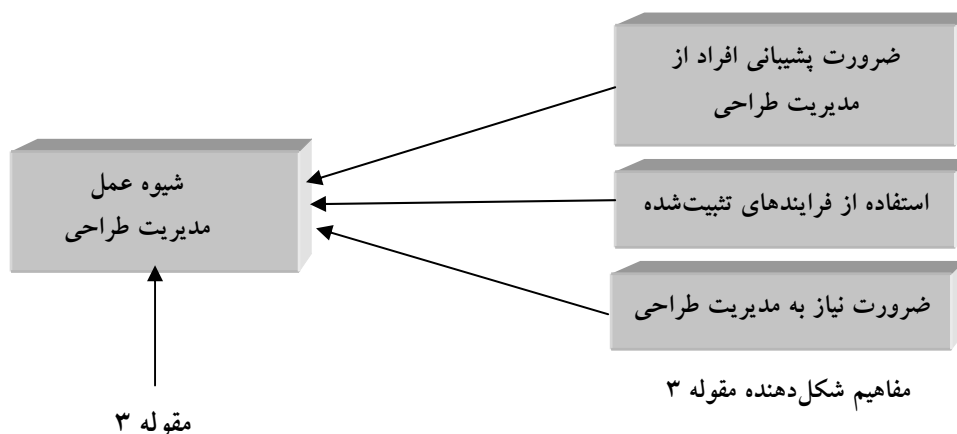 ضرورت پشیبانی افراد از
مدیریت طراحی
استفاده از فرایندهای تثبیت‌شده
ضرورت نیاز به مدیریت طراحی
مفاهیم شکل‌دهنده مقوله ۳
شیوه عمل
مدیریت طراحی
مقوله ۳